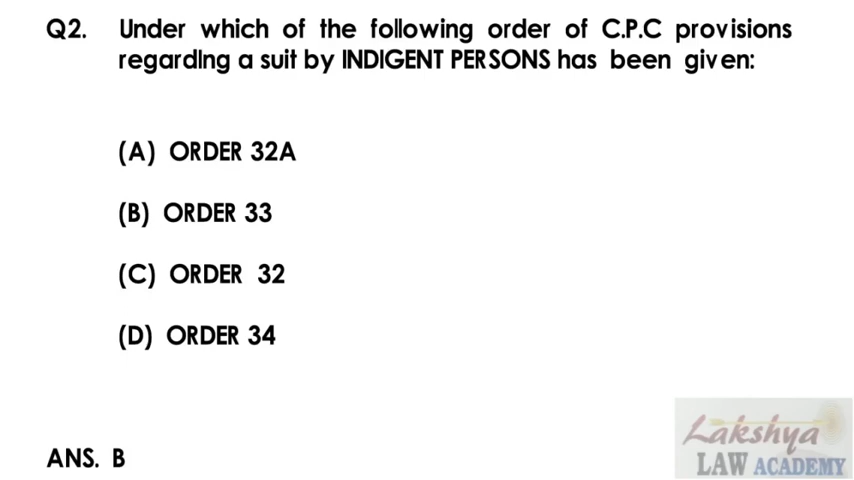 Q2. Under which of the following order of C.P.C provisions
regarding a suit by INDIGENT PERSONS has been given:
(A) ORDER 32A
(B) ORDER 33
(C) ORDER 32
(D) ORDER 34
ANS. B
Lakshya
LAW ACADEMY